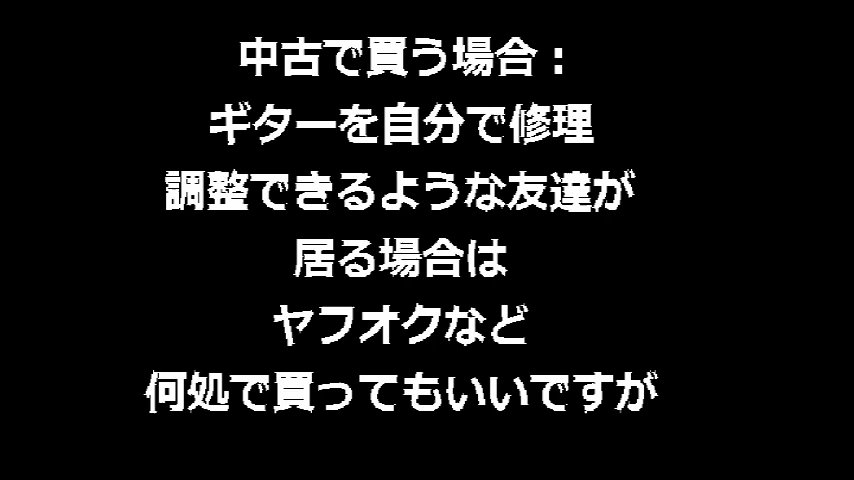 中古で買う場合：
ギターを自分で修理
調整できるような友達が
居る場合は
ヤフオクなど
何処で買ってもいいですが